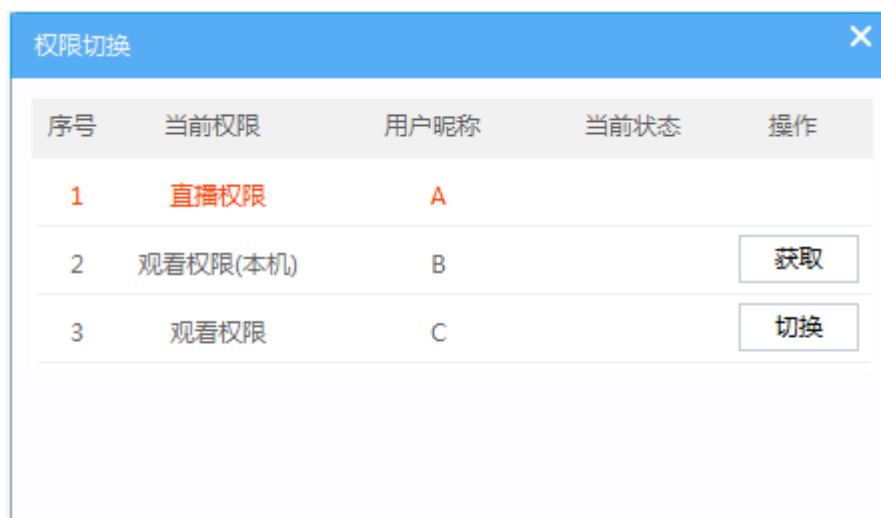 权限切换
序号 当前权限 用户昵称 当前状态 操作
1 直播权限 A
2 观看权限(本机) B 获取
3 观看权限 C 切换